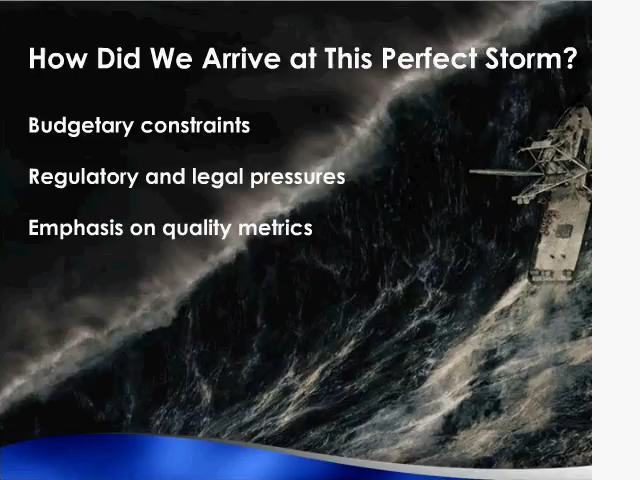 How Did We Arrive at This Perfect Storm?
Budgetary constraints
Regulatory and legal pressures
Emphasis on quality metrics